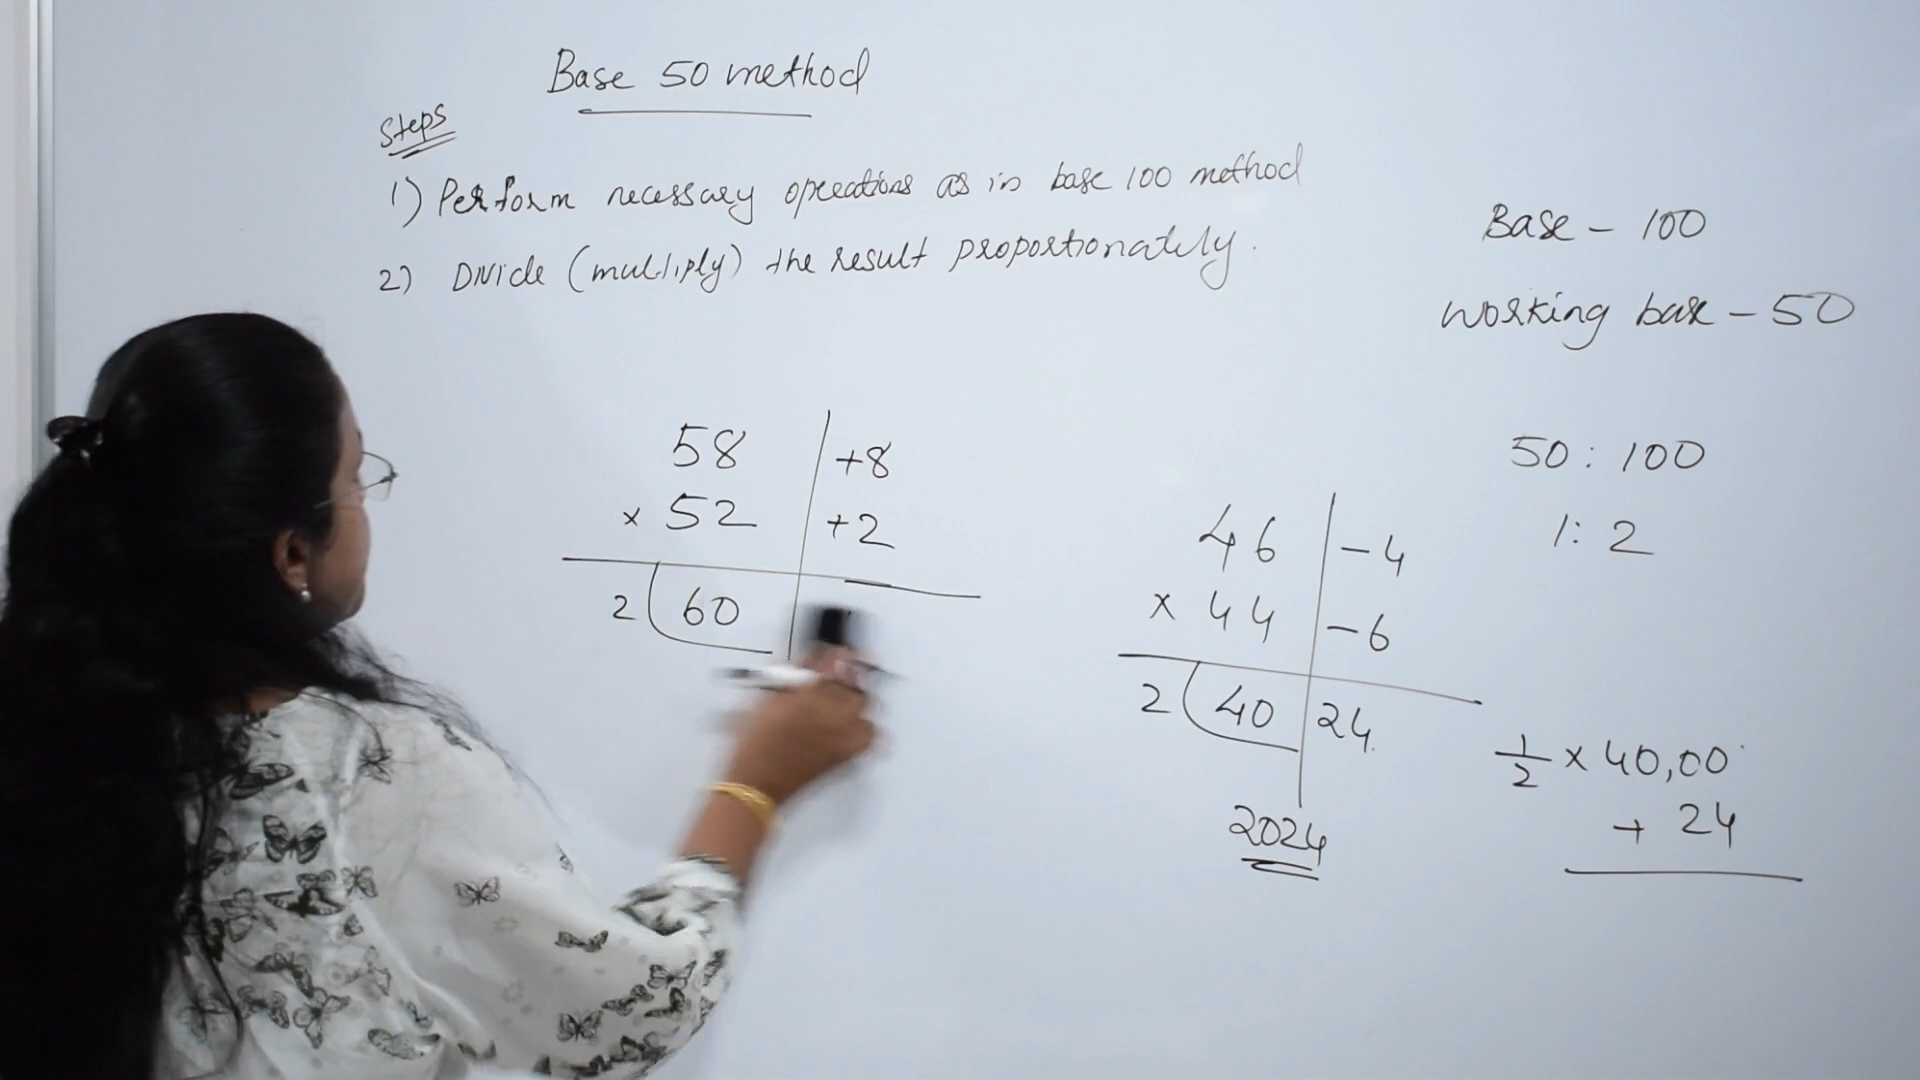 Base 50 method
Steps
1) Perform necessary operations as in base 100 method
2) Divide (multiply) the result proportionately.
Base - 100
working base - 50
50 : 100
1 : 2
58 +8
× 52 +2
2 60
46 -4
× 44 -6
2 40 24
2024
1/2 × 40,00
+ 24